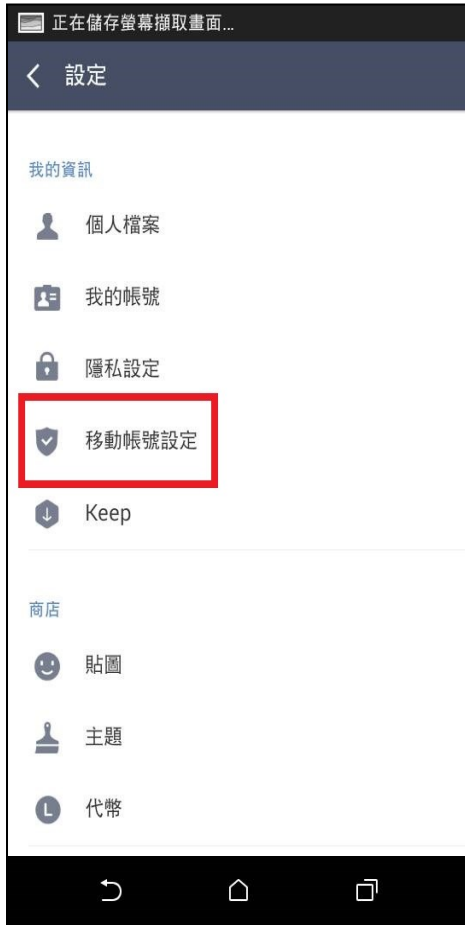 正在儲存螢幕擷取畫面...
設定
我的資訊
個人檔案
我的帳號
隱私設定
移動帳號設定
Keep
商店
貼圖
主題
L 代幣